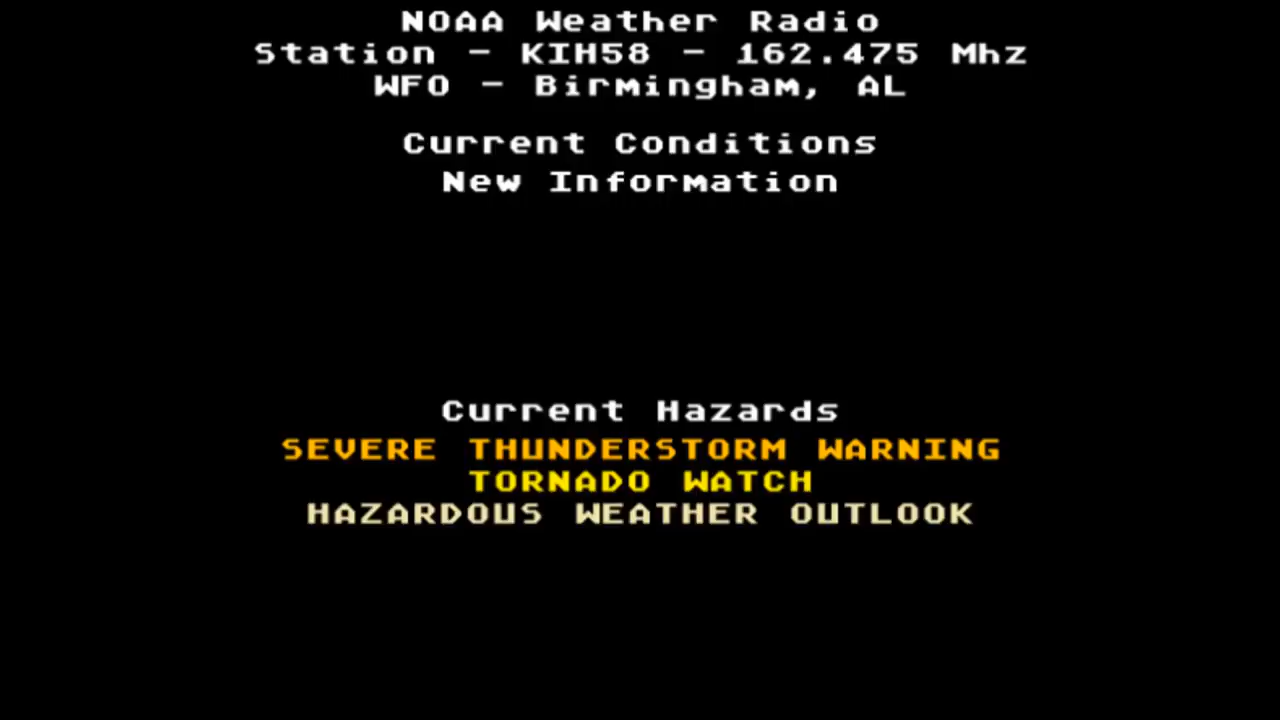 NOAA Weather Radio
Station - KIH58 - 162.475 Mhz
WFO - Birmingham, AL
Current Conditions
New Information
Current Hazards
SEVERE THUNDERSTORM WARNING
TORNADO WATCH
HAZARDOUS WEATHER OUTLOOK